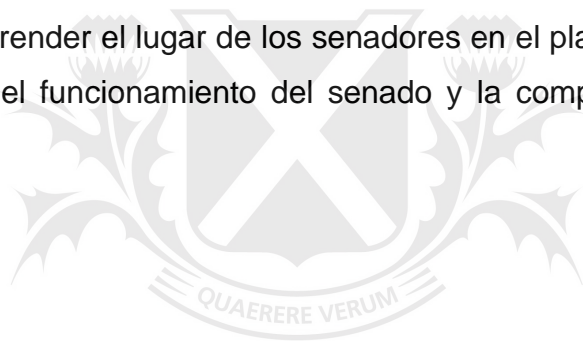 render el lugar de los senadores en el pla
el funcionamiento del senado y la comp
QUAERERE VERUM